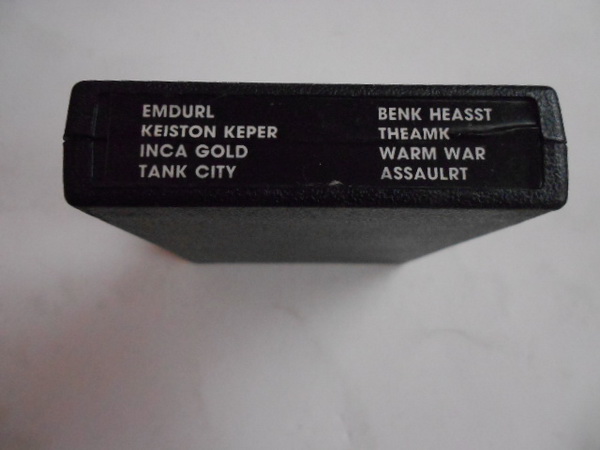 EMDURL
KEISTON KEPER
INCA GOLD
TANK CITY
BENK HEASST
THEAMK
WARM WAR
ASSAULRT